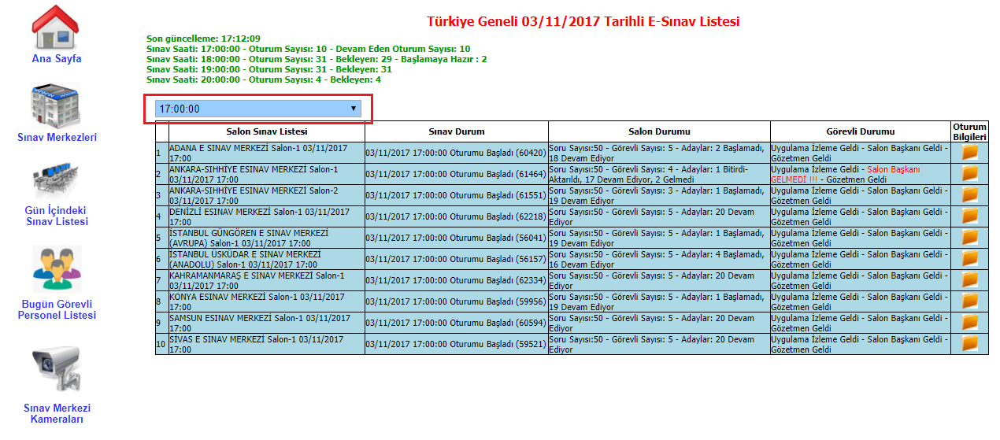 Ana Sayfa
Sınav Merkezleri
Gün İçindeki
Sınav Listesi
Bugün Görevli
Personel Listesi
Sınav Merkezi
Kameraları
Türkiye Geneli 03/11/2017 Tarihli E-Sınav Listesi
Son güncelleme: 17:12:09
Sınav Saati: 17:00:00 - Oturum Sayısı: 10 - Devam Eden Oturum Sayısı: 10
Sınav Saati: 18:00:00 - Oturum Sayısı: 31 - Bekleyen: 29 - Başlamaya Hazır : 2
Sınav Saati: 19:00:00 - Oturum Sayısı: 31 - Bekleyen: 31
Sınav Saati: 20:00:00 - Oturum Sayısı: 4 - Bekleyen: 4
17:00:00
Salon Sınav Listesi Sınav Durum Salon Durumu Görevli Durumu Oturum
Bilgileri
1 ADANA E SINAV MERKEZİ Salon-1 03/11/2017
17:00
03/11/2017 17:00:00 Oturumu Başladı (60420)
Soru Sayısı:50 - Görevli Sayısı: 5 - Adaylar: 2 Başlamadı,
18 Devam Ediyor
Uygulama İzleme Geldi - Salon Başkanı Geldi -
Gözetmen Geldi
2 ANKARA-SIHHİYE ESINAV MERKEZİ Salon-1
03/11/2017 17:00
03/11/2017 17:00:00 Oturumu Başladı (61464)
Soru Sayısı:50 - Görevli Sayısı: 4 - Adaylar: 1 Bitirdi-
Aktarıldı, 17 Devam Ediyor, 2 Gelmedi
Uygulama İzleme Geldi - Salon Başkanı
GELMEDİ !!! - Gözetmen Geldi
3 ANKARA-SIHHİYE ESINAV MERKEZİ Salon-2
03/11/2017 17:00
03/11/2017 17:00:00 Oturumu Başladı (61551)
Soru Sayısı:50 - Görevli Sayısı: 3 - Adaylar: 1 Başlamadı,
19 Devam Ediyor
Uygulama İzleme Geldi - Salon Başkanı Geldi -
Gözetmen Geldi
4 DENİZLİ ESINAV MERKEZİ Salon-1 03/11/2017
17:00
03/11/2017 17:00:00 Oturumu Başladı (62218)
Soru Sayısı:50 - Görevli Sayısı: 5 - Adaylar: 20 Devam
Ediyor
Uygulama İzleme Geldi - Salon Başkanı Geldi -
Gözetmen Geldi
5 İSTANBUL GÜNGÖREN E SINAV MERKEZİ
(AVRUPA) Salon-1 03/11/2017 17:00
03/11/2017 17:00:00 Oturumu Başladı (56041)
Soru Sayısı:50 - Görevli Sayısı: 5 - Adaylar: 1 Başlamadı,
19 Devam Ediyor
Uygulama İzleme Geldi - Salon Başkanı Geldi -
Gözetmen Geldi
6 İSTANBUL ÜSKÜDAR E SINAV MERKEZİ
(ANADOLU) Salon-1 03/11/2017 17:00
03/11/2017 17:00:00 Oturumu Başladı (56157)
Soru Sayısı:50 - Görevli Sayısı: 5 - Adaylar: 4 Başlamadı,
16 Devam Ediyor
Uygulama İzleme Geldi - Salon Başkanı Geldi -
Gözetmen Geldi
7 KAHRAMANMARAŞ E SINAV MERKEZİ Salon-1
03/11/2017 17:00
03/11/2017 17:00:00 Oturumu Başladı (62334)
Soru Sayısı:50 - Görevli Sayısı: 5 - Adaylar: 20 Devam
Ediyor
Uygulama İzleme Geldi - Salon Başkanı Geldi -
Gözetmen Geldi
8 KONYA ESINAV MERKEZİ Salon-1 03/11/2017
17:00
03/11/2017 17:00:00 Oturumu Başladı (59956)
Soru Sayısı:50 - Görevli Sayısı: 5 - Adaylar: 1 Başlamadı,
19 Devam Ediyor
Uygulama İzleme Geldi - Salon Başkanı Geldi -
Gözetmen Geldi
9 SAMSUN ESINAV MERKEZİ Salon-1 03/11/2017
17:00
03/11/2017 17:00:00 Oturumu Başladı (60594)
Soru Sayısı:50 - Görevli Sayısı: 5 - Adaylar: 20 Devam
Ediyor
Uygulama İzleme Geldi - Salon Başkanı Geldi -
Gözetmen Geldi
10 SİVAS E SINAV MERKEZİ Salon-1 03/11/2017
17:00
03/11/2017 17:00:00 Oturumu Başladı (59521)
Soru Sayısı:50 - Görevli Sayısı: 5 - Adaylar: 20 Devam
Ediyor
Uygulama İzleme Geldi - Salon Başkanı Geldi -
Gözetmen Geldi